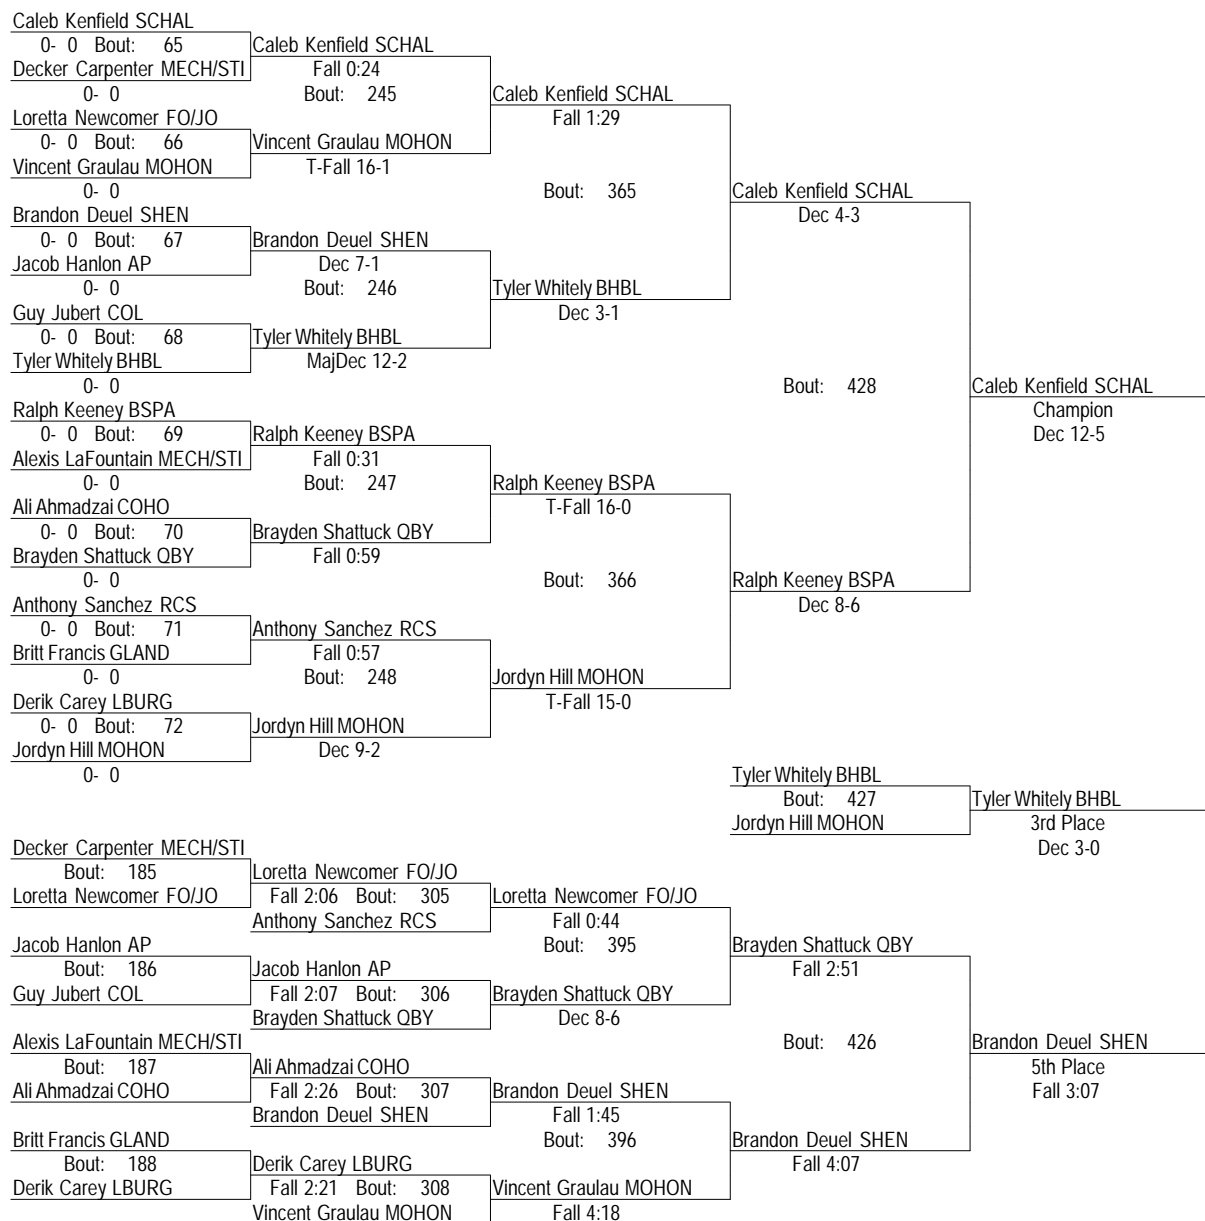 Caleb Kenfield SCHAL
0- 0 Bout: 65 Caleb Kenfield SCHAL
Decker Carpenter MECH/STI Fall 0:24
0- 0 Bout: 245 Caleb Kenfield SCHAL
Loretta Newcomer FO/JO Fall 1:29
0- 0 Bout: 66 Vincent Graulau MOHON
Vincent Graulau MOHON T-Fall 16-1
0- 0 Bout: 365 Caleb Kenfield SCHAL
Brandon Deuel SHEN Dec 4-3
0- 0 Bout: 67 Brandon Deuel SHEN
Jacob Hanlon AP Dec 7-1
0- 0 Bout: 246 Tyler Whitely BHBL
Guy Jubert COL Dec 3-1
0- 0 Bout: 68 Tyler Whitely BHBL
Tyler Whitely BHBL MajDec 12-2
0- 0 Bout: 428 Caleb Kenfield SCHAL
Ralph Keeney BSPA Champion
0- 0 Bout: 69 Ralph Keeney BSPA Dec 12-5
Alexis LaFountain MECH/STI Fall 0:31
0- 0 Bout: 247 Ralph Keeney BSPA
Ali Ahmadzai COHO T-Fall 16-0
0- 0 Bout: 70 Brayden Shattuck QBY
Brayden Shattuck QBY Fall 0:59
0- 0 Bout: 366 Ralph Keeney BSPA
Anthony Sanchez RCS Dec 8-6
0- 0 Bout: 71 Anthony Sanchez RCS
Britt Francis GLAND Fall 0:57
0- 0 Bout: 248 Jordyn Hill MOHON
Derik Carey LBURG T-Fall 15-0
0- 0 Bout: 72 Jordyn Hill MOHON
Jordyn Hill MOHON Dec 9-2
0- 0 Tyler Whitely BHBL
Bout: 427 Tyler Whitely BHBL
Jordyn Hill MOHON 3rd Place
Decker Carpenter MECH/STI Dec 3-0
Bout: 185 Loretta Newcomer FO/JO
Loretta Newcomer FO/JO Fall 2:06 Bout: 305 Loretta Newcomer FO/JO
Anthony Sanchez RCS Fall 0:44
Jacob Hanlon AP Bout: 395 Brayden Shattuck QBY
Bout: 186 Jacob Hanlon AP Fall 2:51
Guy Jubert COL Fall 2:07 Bout: 306 Brayden Shattuck QBY
Brayden Shattuck QBY Dec 8-6
Alexis LaFountain MECH/STI Bout: 426 Brandon Deuel SHEN
Bout: 187 Ali Ahmadzai COHO 5th Place
Ali Ahmadzai COHO Fall 2:26 Bout: 307 Brandon Deuel SHEN Fall 3:07
Brandon Deuel SHEN Fall 1:45
Britt Francis GLAND Bout: 396 Brandon Deuel SHEN
Bout: 188 Derik Carey LBURG Fall 4:07
Derik Carey LBURG Fall 2:21 Bout: 308 Vincent Graulau MOHON
Vincent Graulau MOHON Fall 4:18